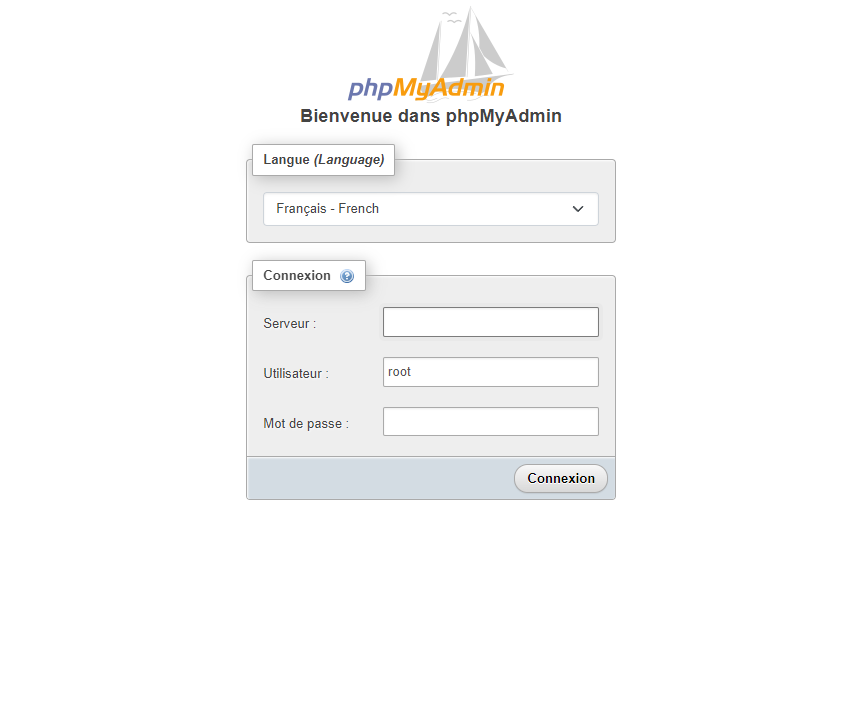 phpMyAdmin
Bienvenue dans phpMyAdmin
Langue (Language)
Français - French
Connexion
Serveur :
Utilisateur :
root
Mot de passe :
Connexion